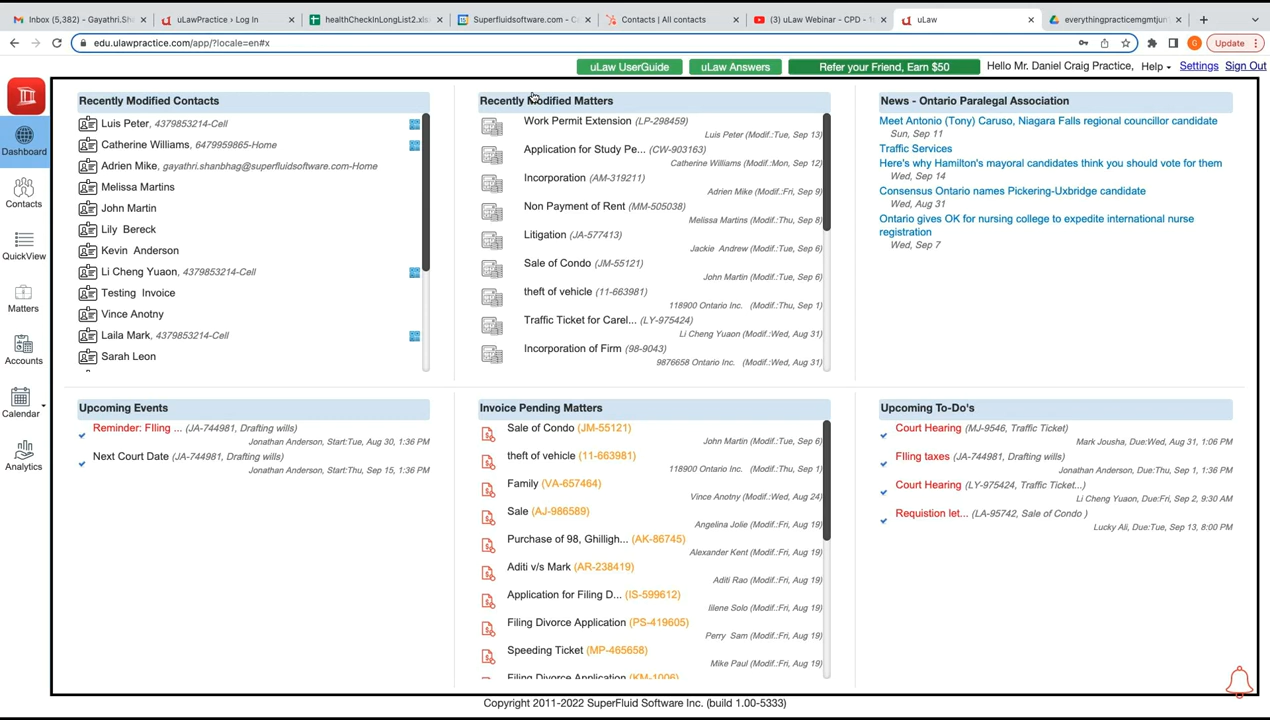 Inbox (5,382) - Gayathri.Sh
uLawPractice › Log In
healthCheckInLongList2.xls
Superfluidsoftware.com - C
Contacts | All contacts
(3) uLaw Webinar - CPD - 1
uLaw
everythingpracticemgmtjun
edu.ulawpractice.com/app/?locale=en#x
G
Update
uLaw UserGuide
uLaw Answers
Refer your Friend, Earn $50
Hello Mr. Daniel Craig Practice,
Help
Settings
Sign Out
Dashboard
Contacts
QuickView
Matters
Accounts
Calendar
Analytics
Recently Modified Contacts
Luis Peter, 4379853214-Cell
Catherine Williams, 6479959865-Home
Adrien Mike, gayathri.shanbhag@superfluidsoftware.com-Home
Melissa Martins
John Martin
Lily Bereck
Kevin Anderson
Li Cheng Yuaon, 4379853214-Cell
Testing Invoice
Vince Anotny
Laila Mark, 4379853214-Cell
Sarah Leon
Recently Modified Matters
Work Permit Extension (LP-298459)
Luis Peter (Modif.:Tue, Sep 13)
Application for Study Pe... (CW-903163)
Catherine Williams (Modif.:Mon, Sep 12)
Incorporation (AM-319211)
Adrien Mike (Modif.:Fri, Sep 9)
Non Payment of Rent (MM-505038)
Melissa Martins (Modif.:Thu, Sep 8)
Litigation (JA-577413)
Jackie Andrew (Modif.:Tue, Sep 6)
Sale of Condo (JM-55121)
John Martin (Modif.:Tue, Sep 6)
theft of vehicle (11-663981)
118900 Ontario Inc. (Modif.:Thu, Sep 1)
Traffic Ticket for Carel... (LY-975424)
Li Cheng Yuaon (Modif.:Wed, Aug 31)
Incorporation of Firm (98-9043)
9876658 Ontario Inc. (Modif.:Wed, Aug 31)
News - Ontario Paralegal Association
Meet Antonio (Tony) Caruso, Niagara Falls regional councillor candidate
Sun, Sep 11
Traffic Services
Here's why Hamilton's mayoral candidates think you should vote for them
Wed, Sep 14
Consensus Ontario names Pickering-Uxbridge candidate
Wed, Aug 31
Ontario gives OK for nursing college to expedite international nurse
registration
Wed, Sep 7
Upcoming Events
Reminder: FIling ... (JA-744981, Drafting wills)
Jonathan Anderson, Start:Tue, Aug 30, 1:36 PM
Next Court Date (JA-744981, Drafting wills)
Jonathan Anderson, Start:Thu, Sep 15, 1:36 PM
Invoice Pending Matters
Sale of Condo (JM-55121)
John Martin (Modif.:Tue, Sep 6)
theft of vehicle (11-663981)
118900 Ontario Inc. (Modif.:Thu, Sep 1)
Family (VA-657464)
Vince Anotny (Modif.:Wed, Aug 24)
Sale (AJ-986589)
Angelina Jolie (Modif.:Fri, Aug 19)
Purchase of 98, Ghilligh... (AK-86745)
Alexander Kent (Modif.:Fri, Aug 19)
Aditi v/s Mark (AR-238419)
Aditi Rao (Modif.:Fri, Aug 19)
Application for Filing D... (IS-599612)
Iilene Solo (Modif.:Fri, Aug 19)
Filing Divorce Application (PS-419605)
Perry Sam (Modif.:Fri, Aug 19)
Speeding Ticket (MP-465658)
Mike Paul (Modif.:Fri, Aug 19)
Filing Divorce Application (KM-1006)
Upcoming To-Do's
Court Hearing (MJ-9546, Traffic Ticket)
Mark Jousha, Due:Wed, Aug 31, 1:06 PM
FIling taxes (JA-744981, Drafting wills)
Jonathan Anderson, Due:Thu, Sep 1, 1:36 PM
Court Hearing (LY-975424, Traffic Ticket...)
Li Cheng Yuaon, Due:Fri, Sep 2, 9:30 AM
Requistion let... (LA-95742, Sale of Condo )
Lucky Ali, Due:Tue, Sep 13, 8:00 PM
Copyright 2011-2022 SuperFluid Software Inc. (build 1.00-5333)